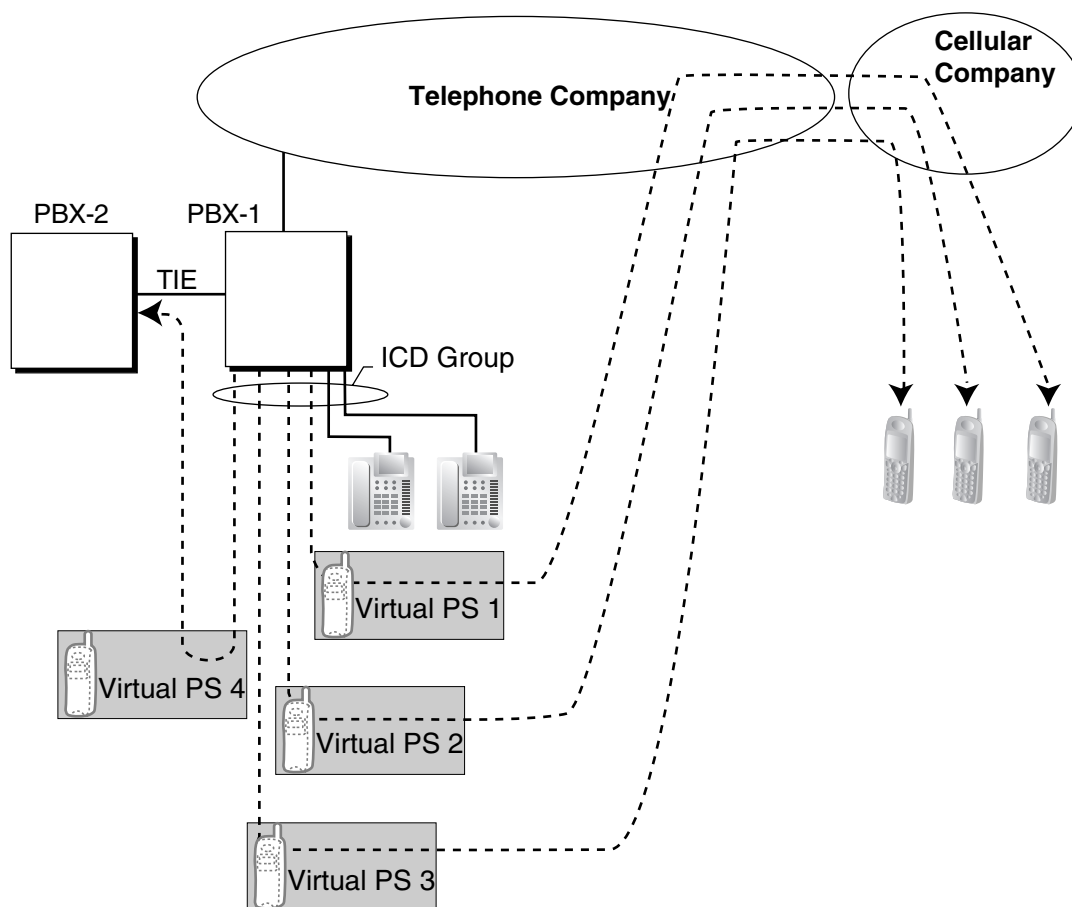 Cellular
Company
Telephone Company
PBX-2
PBX-1
TIE
ICD Group
Virtual PS 1
Virtual PS 4
Virtual PS 2
Virtual PS 3